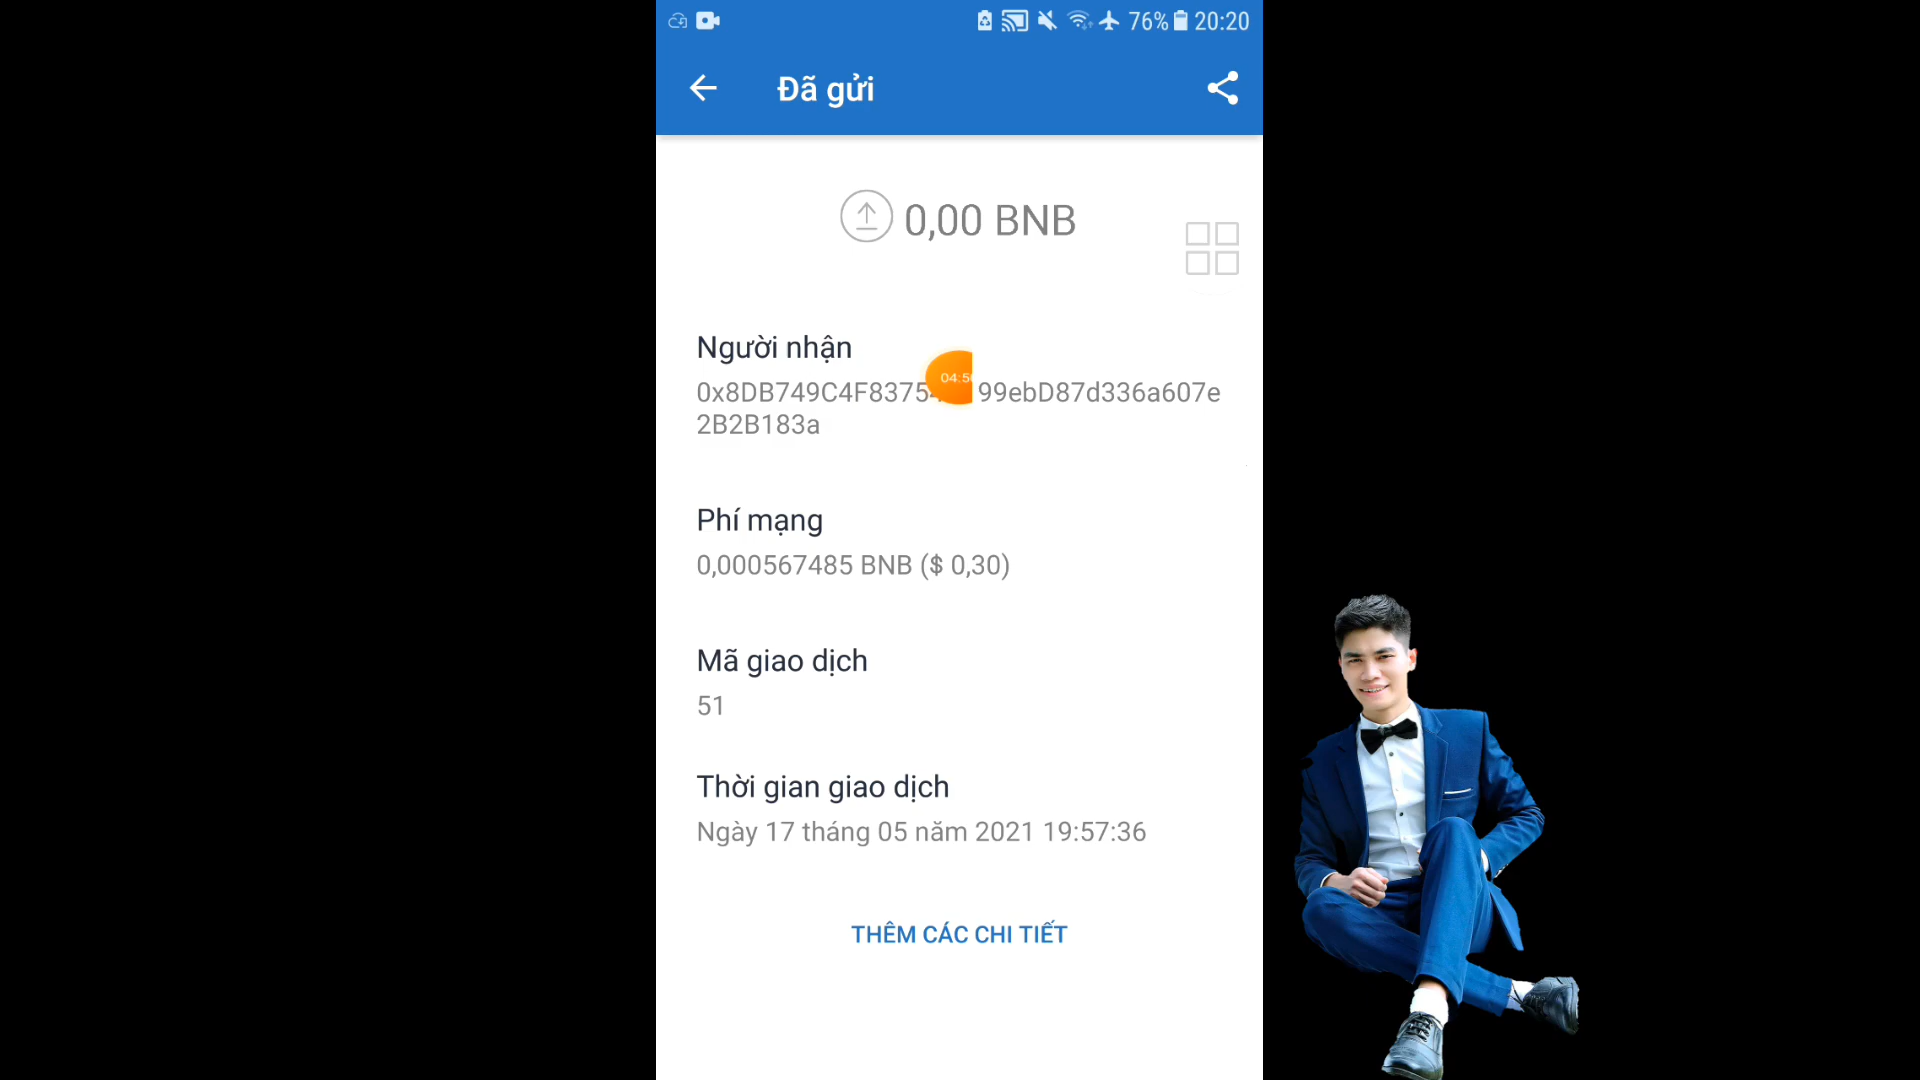 76% 20:20
Đã gửi
0,00 BNB
Người nhận
04:5
0x8DB749C4F8375 99ebD87d336a607e
2B2B183a
Phí mạng
0,000567485 BNB ($ 0,30)
Mã giao dịch
51
Thời gian giao dịch
Ngày 17 tháng 05 năm 2021 19:57:36
THÊM CÁC CHI TIẾT